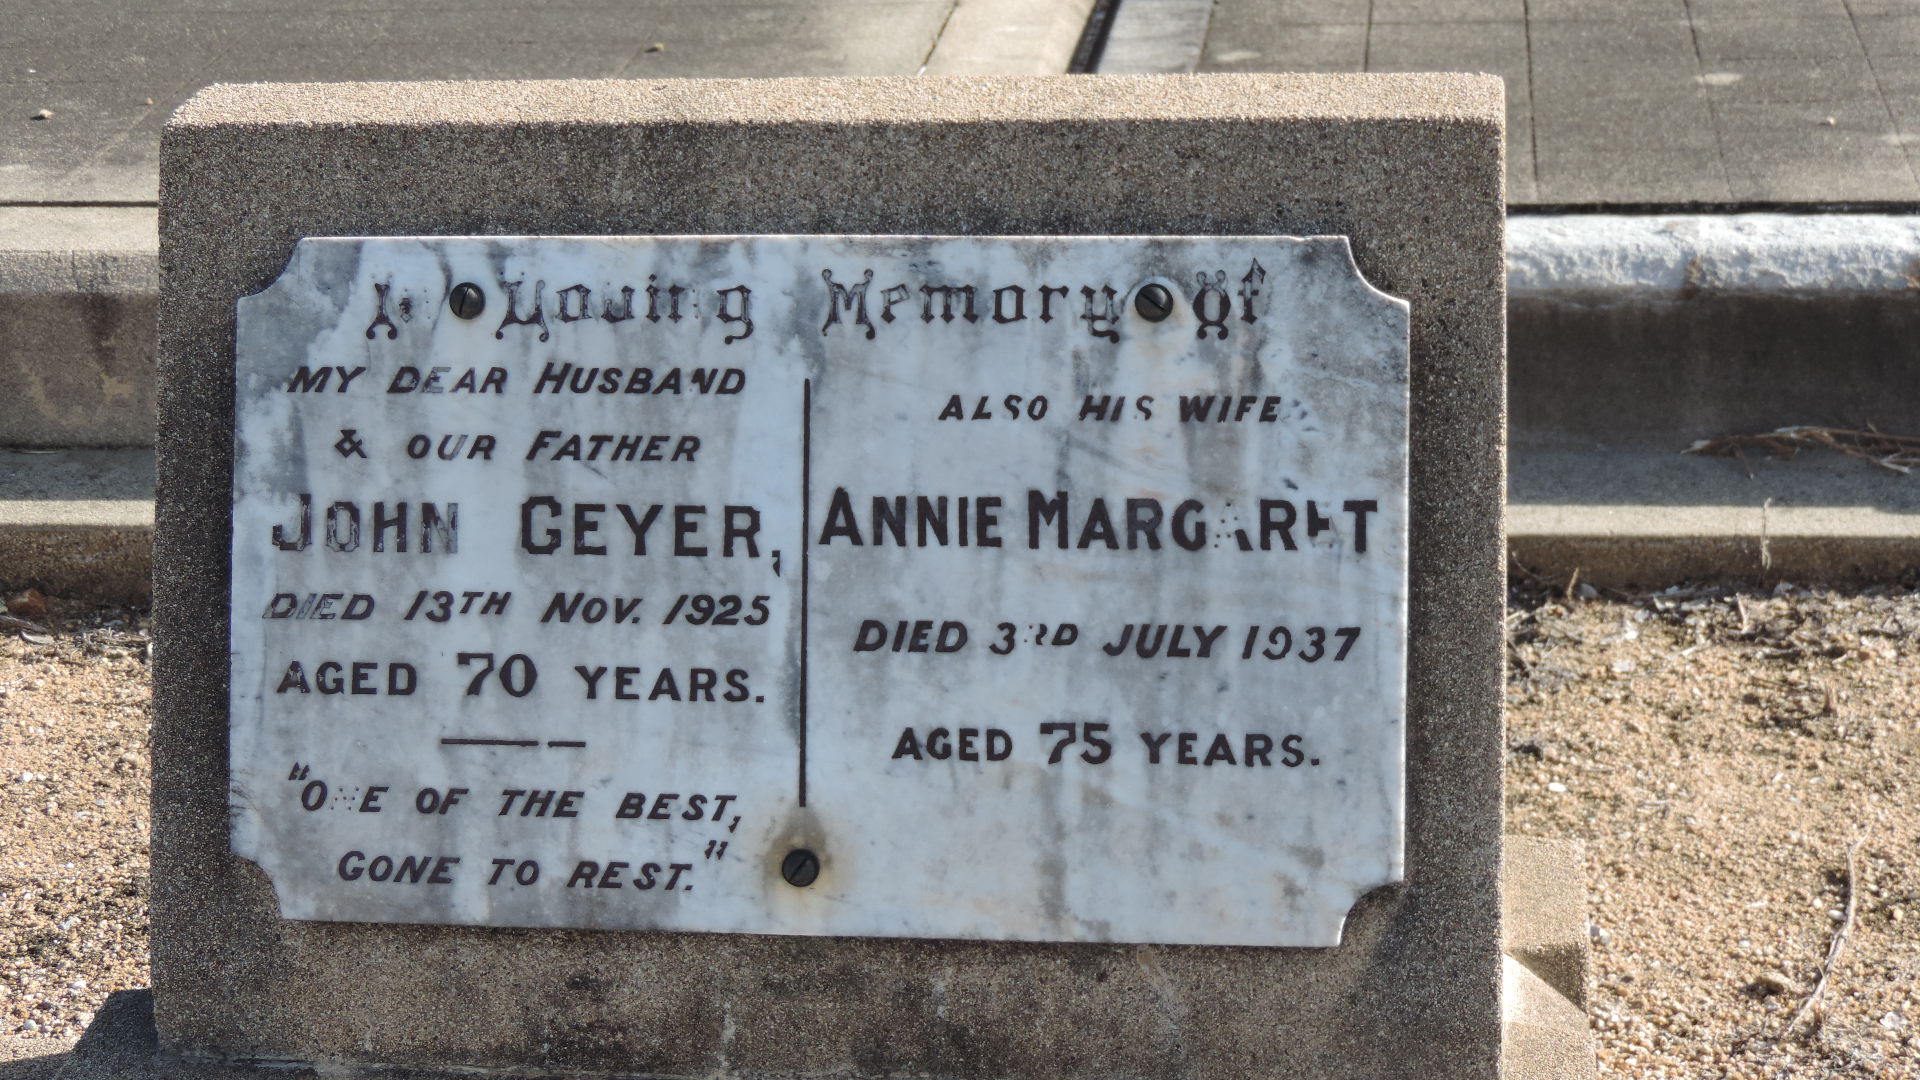 In Loving Memory of
MY DEAR HUSBAND
& OUR FATHER
JOHN GEYER,
DIED 13TH NOV. 1925
AGED 70 YEARS.
"ONE OF THE BEST,
GONE TO REST."
ALSO HIS WIFE
ANNIE MARGARET
DIED 3RD JULY 1937
AGED 75 YEARS.